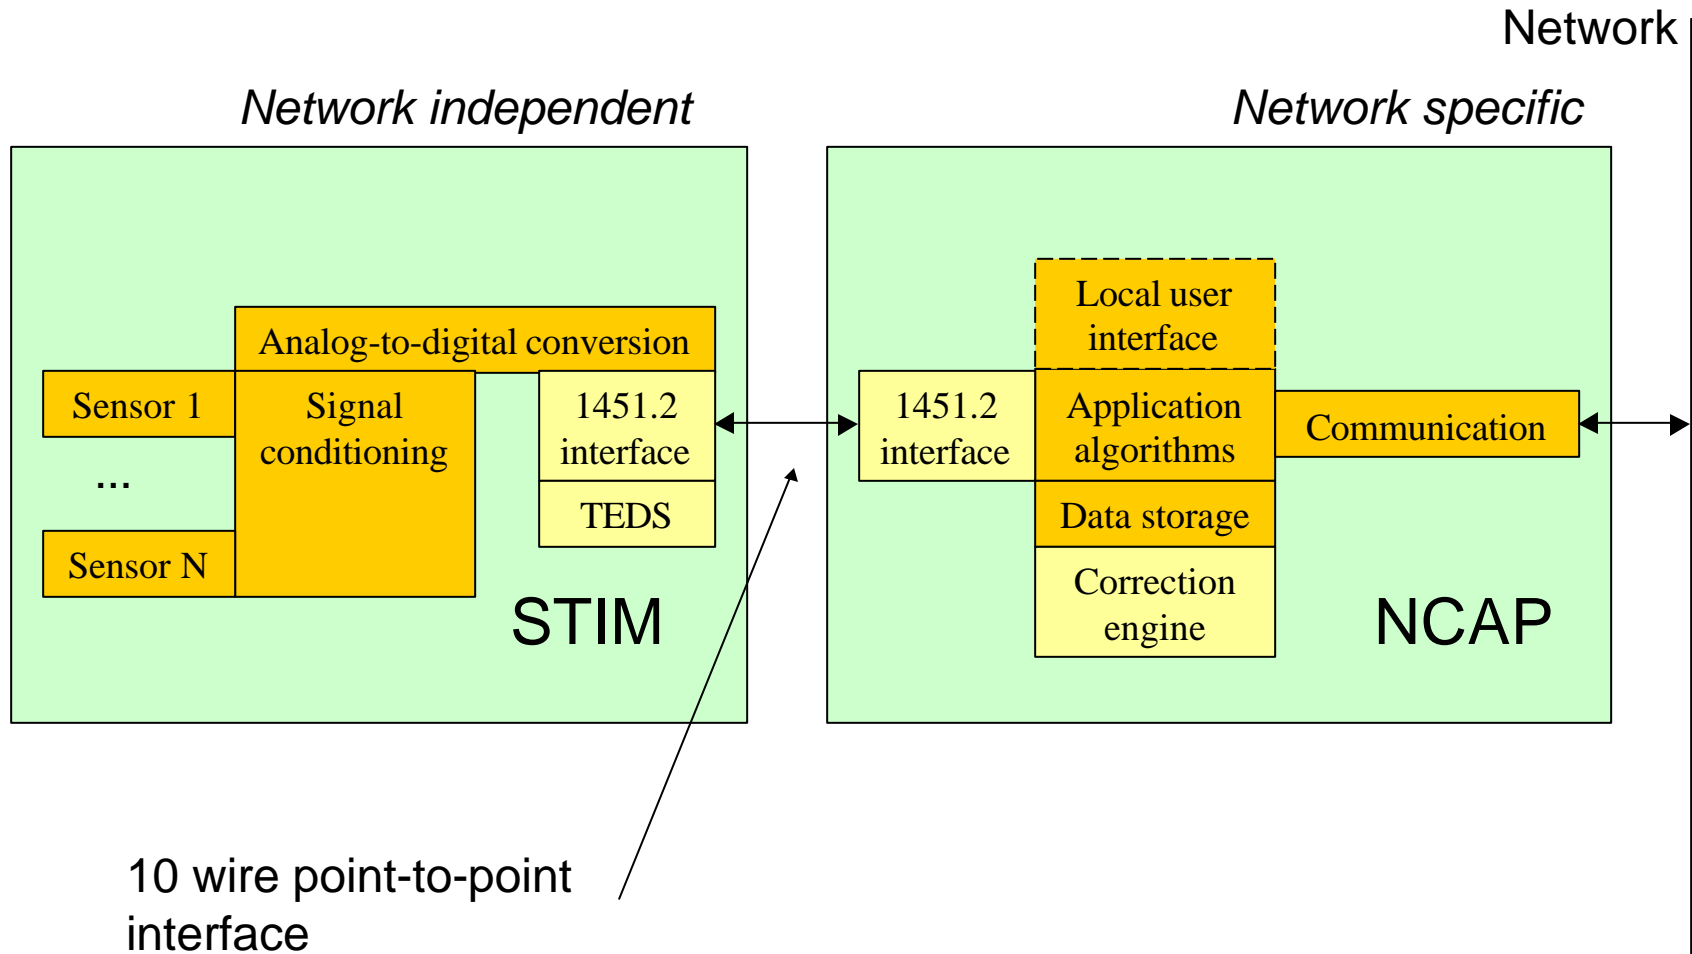 Network
Network independent
Network specific
Analog-to-digital conversion
Sensor 1
...
Sensor N
Signal
conditioning
1451.2
interface
TEDS
STIM
1451.2
interface
Local user
interface
Application
algorithms
Data storage
Correction
engine
Communication
NCAP
10 wire point-to-point
interface